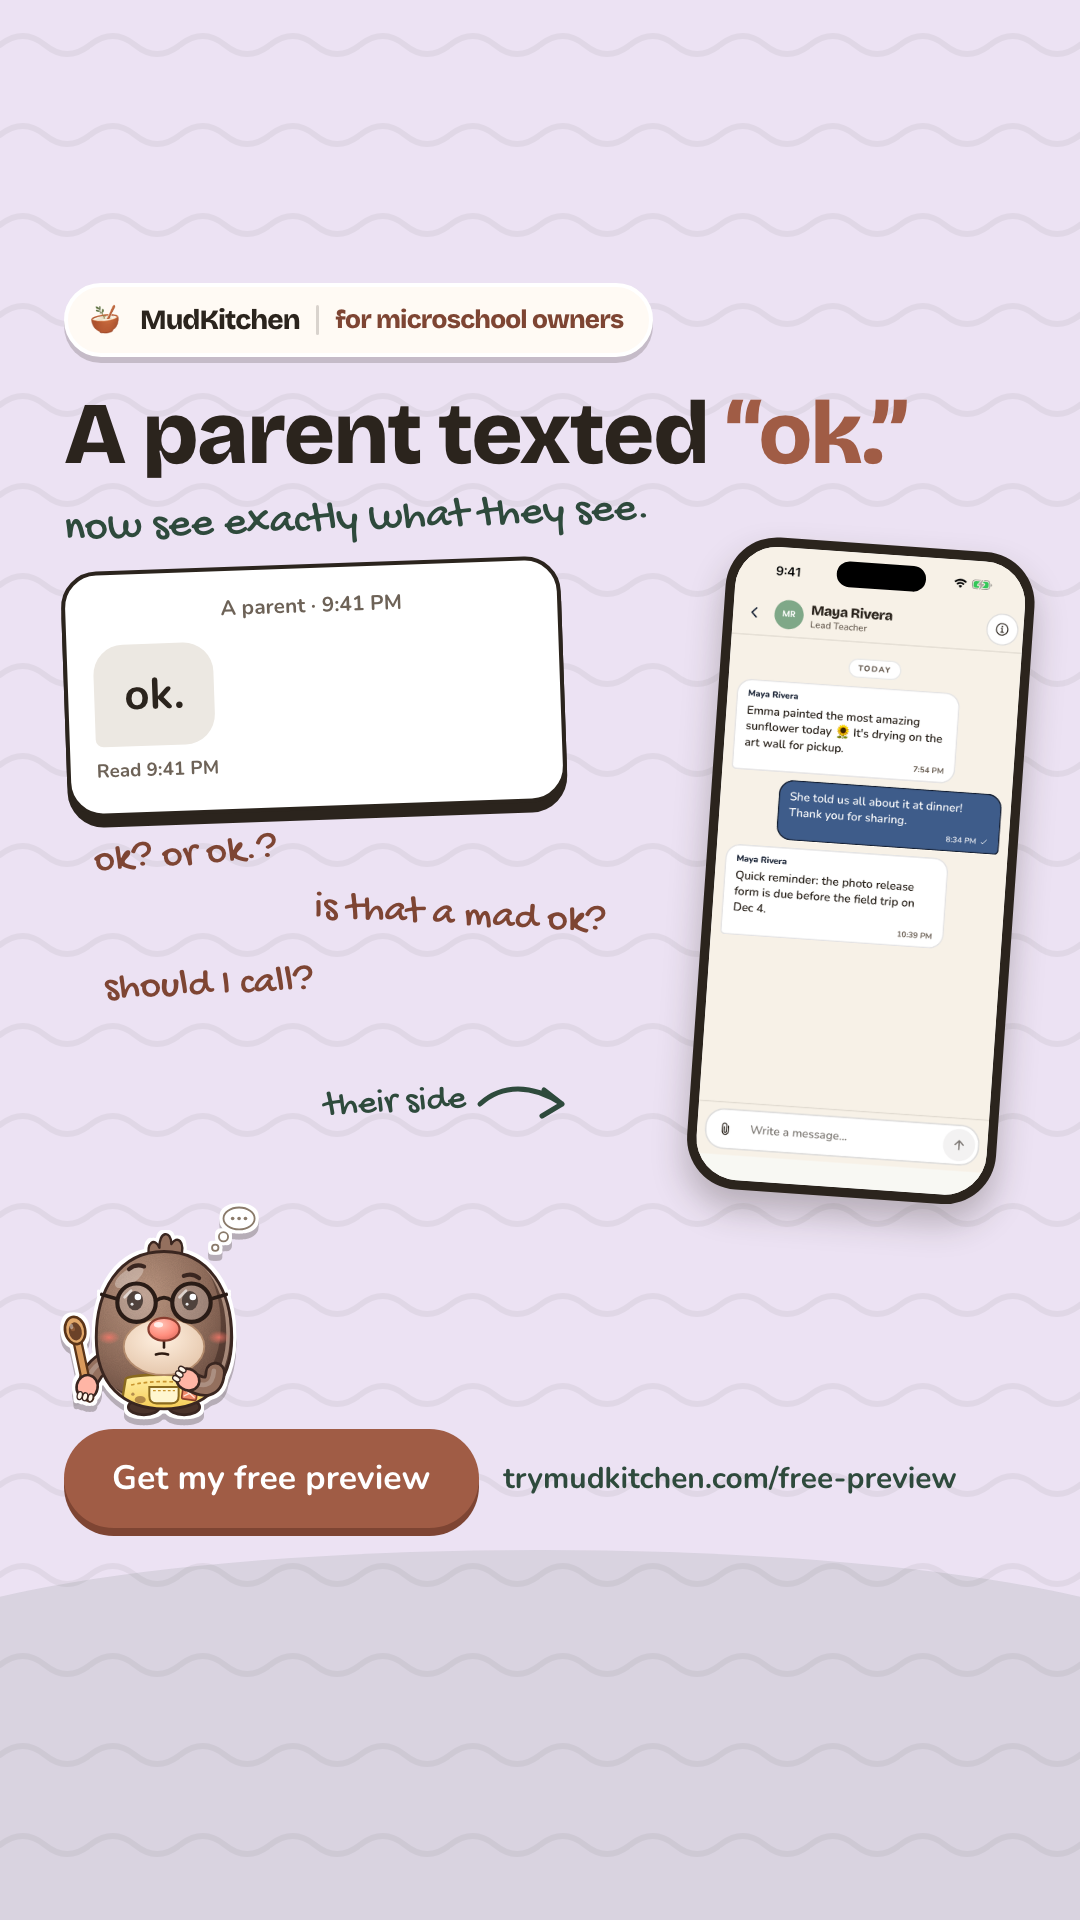 MudKitchen | for microschool owners
A parent texted “ok.”
now see exactly what they see.
A parent · 9:41 PM
ok.
Read 9:41 PM
ok? or ok.?
is that a mad ok?
should I call?
their side
9:41
MR
Maya Rivera
Lead Teacher
TODAY
Maya Rivera
Emma painted the most amazing
sunflower today 🌻 It's drying on the
art wall for pickup.
7:54 PM
She told us all about it at dinner!
Thank you for sharing.
8:34 PM ✓
Maya Rivera
Quick reminder: the photo release
form is due before the field trip on
Dec 4.
10:39 PM
Write a message...
Get my free preview
trymudkitchen.com/free-preview